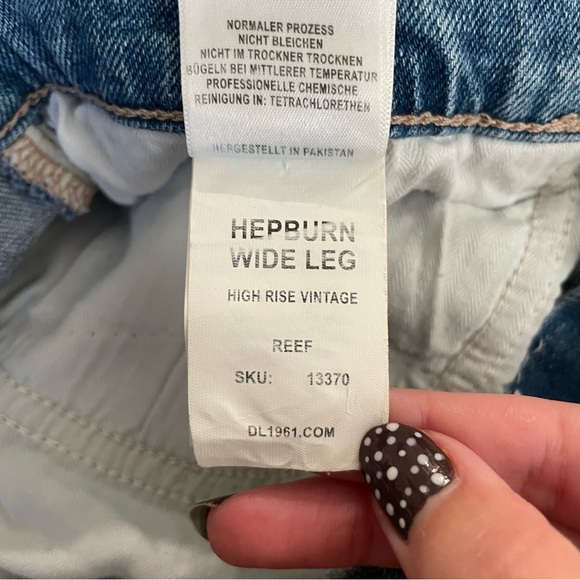 NORMALER PROZESS
NICHT BLEICHEN
NICHT IM TROCKNER TROCKNEN
BÜGELN BEI MITTLERER TEMPERATUR
PROFESSIONELLE CHEMISCHE
REINIGUNG IN: TETRACHLORETHEN
HERGESTELLT IN PAKISTAN
HEPBURN
WIDE LEG
HIGH RISE VINTAGE
REEF
SKU: 13370
DL1961.COM